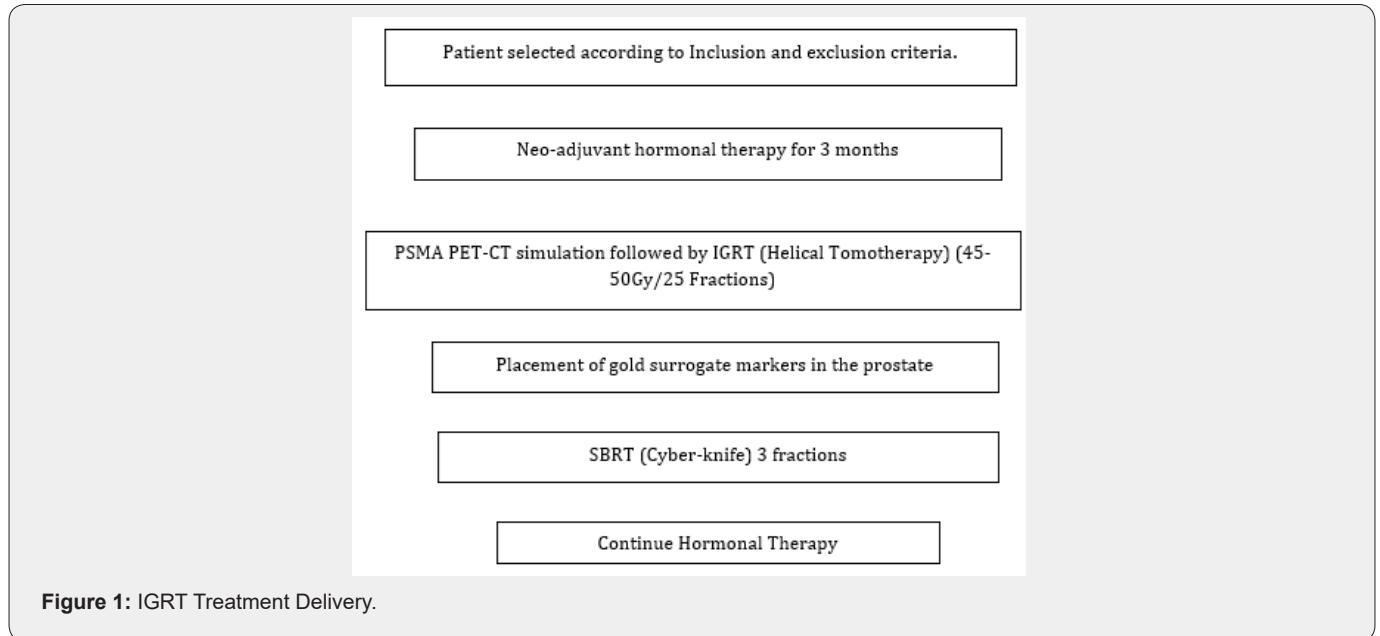 Patient selected according to Inclusion and exclusion criteria.
Neo-adjuvant hormonal therapy for 3 months
PSMA PET-CT simulation followed by IGRT (Helical Tomotherapy) (45-
50Gy/25 Fractions)
Placement of gold surrogate markers in the prostate
SBRT (Cyber-knife) 3 fractions
Continue Hormonal Therapy
Figure 1: IGRT Treatment Delivery.